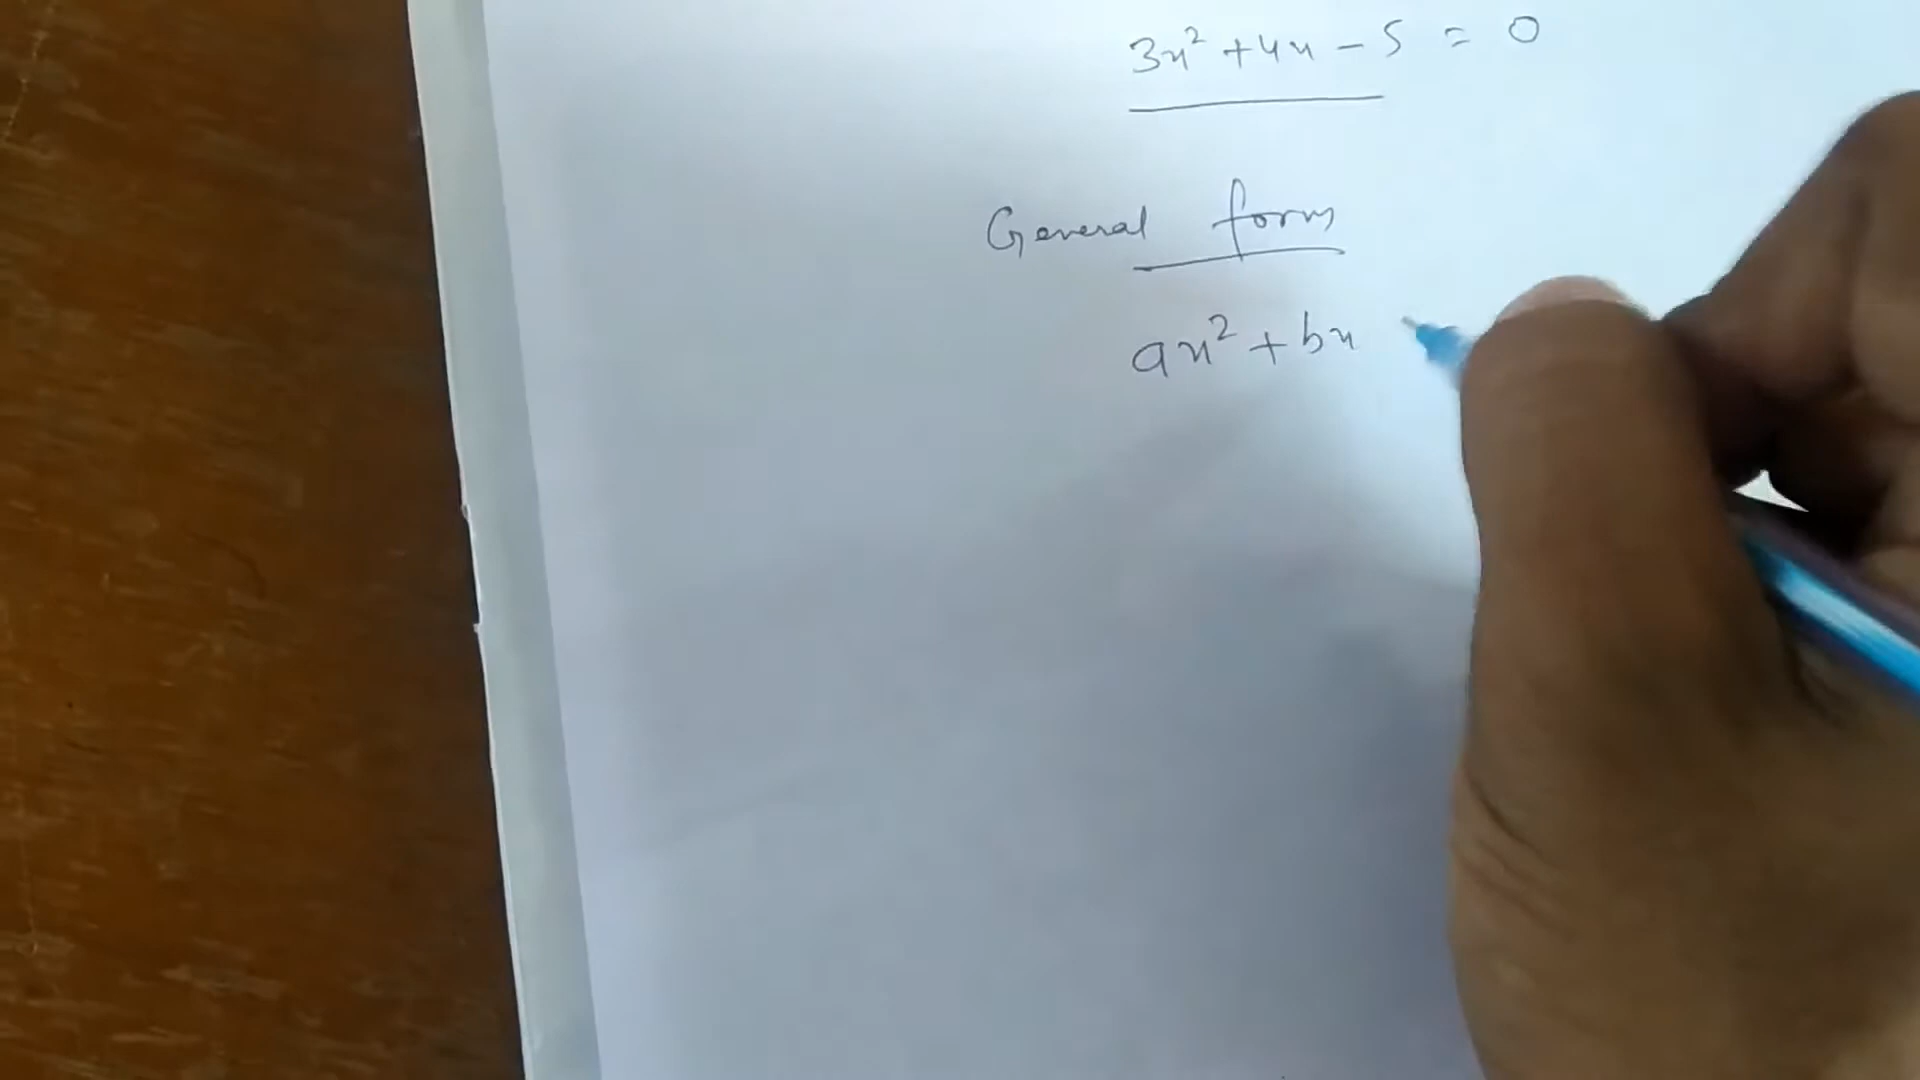 3x² + 4x - 5 = 0
General form
ax² + bx